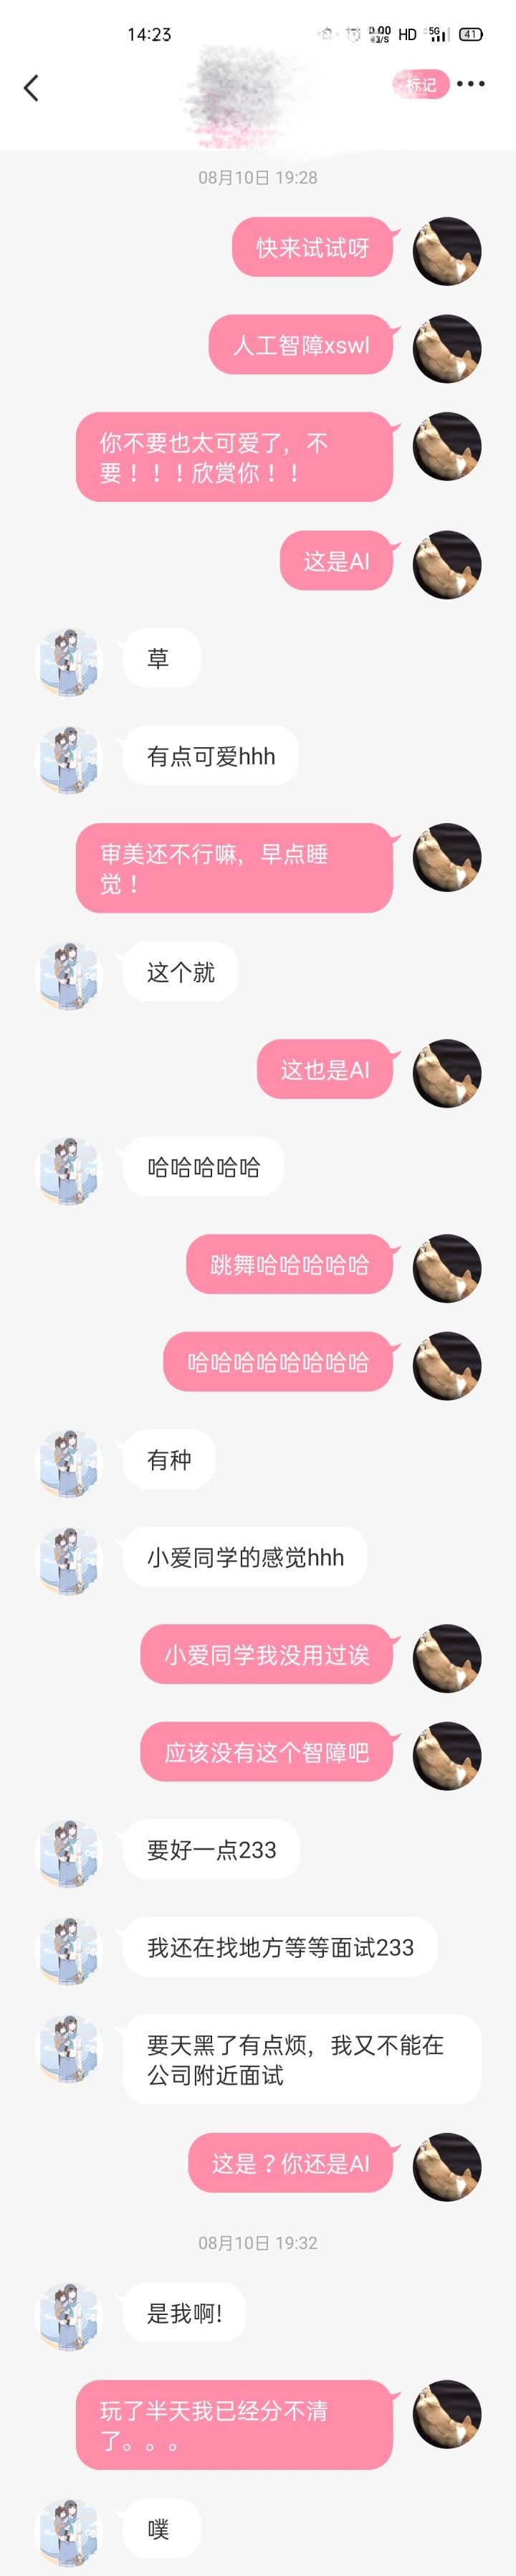 14:23
0.00
HD
5G
41
标记
08月10日 19:28
快来试试呀
人工智障xswl
你不要也太可爱了，不
要！！！欣赏你！！
这是AI
草
有点可爱hhh
审美还不行嘛，早点睡
觉！
这个就
这也是AI
哈哈哈哈哈
跳舞哈哈哈哈哈
哈哈哈哈哈哈哈哈
有种
小爱同学的感觉hhh
小爱同学我没用过诶
应该没有这个智障吧
要好一点233
我还在找地方等等面试233
要天黑了有点烦，我又不能在
公司附近面试
这是？你还是AI
08月10日 19:32
是我啊!
玩了半天我已经分不清
了。。。
噗